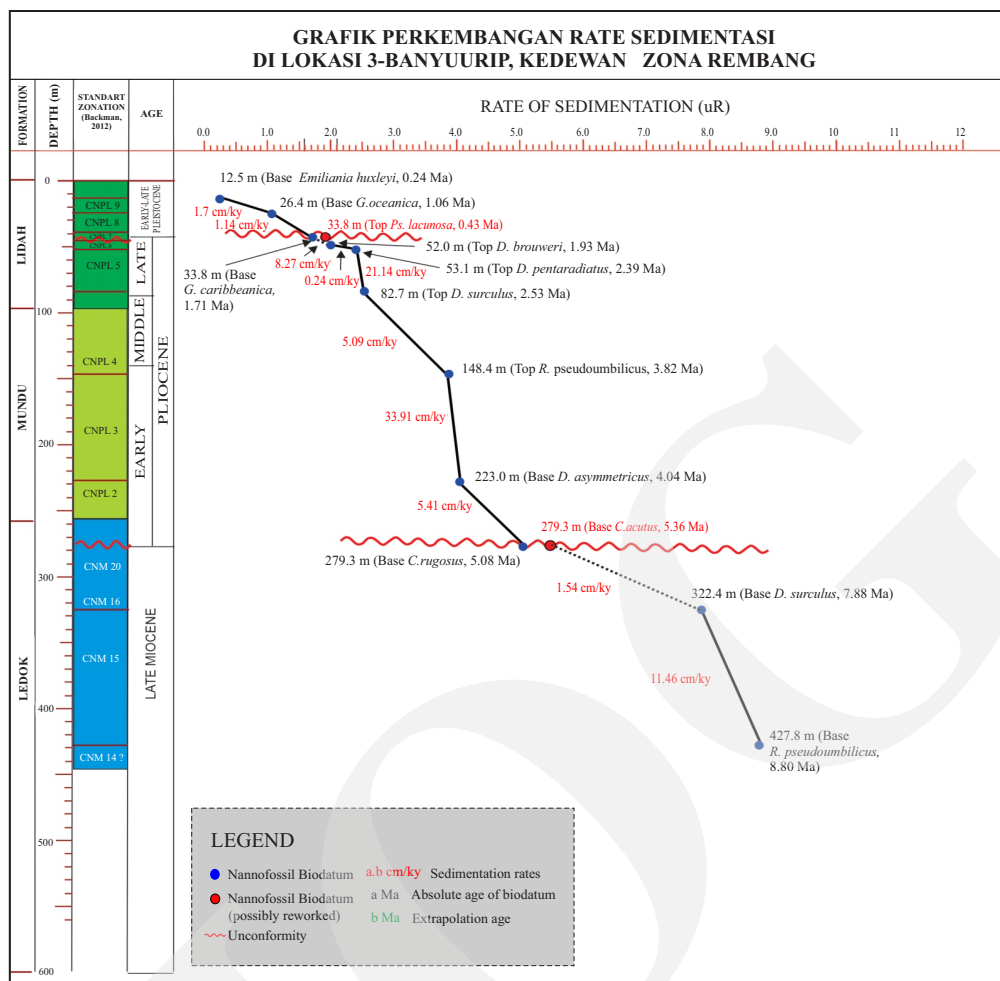 GRAFIK PERKEMBANGAN RATE SEDIMENTASI
DI LOKASI 3-BANYUURIP, KEDEWAN ZONA REMBANG
FORMATION
DEPTH (m)
STANDART
ZONATION
(Backman,
2012)
AGE
RATE OF SEDIMENTATION (uR)
0.0 1.0 2.0 3.0 4.0 5.0 6.0 7.0 8.0 9.0 10 11 12
LIDAH
MUNDU
LEDOK
0
100
200
300
400
500
600
CNPL 9
CNPL 8
CNPL 7
CNPL 6
CNPL 5
CNPL 4
CNPL 3
CNPL 2
CNM 20
CNM 16
CNM 15
CNM 14 ?
EARLY-LATE
PLEISTOCENE
LATE
MIDDLE
EARLY
PLIOCENE
LATE MIOCENE
12.5 m (Base Emiliania huxleyi, 0.24 Ma)
26.4 m (Base G.oceanica, 1.06 Ma)
1.7 cm/ky
1.14 cm/ky
33.8 m (Top Ps. lacunosa, 0.43 Ma)
52.0 m (Top D. brouweri, 1.93 Ma)
8.27 cm/ky
53.1 m (Top D. pentaradiatus, 2.39 Ma)
33.8 m (Base
G. caribbeanica,
1.71 Ma)
0.24 cm/ky
21.14 cm/ky
82.7 m (Top D. surculus, 2.53 Ma)
5.09 cm/ky
148.4 m (Top R. pseudoumbilicus, 3.82 Ma)
33.91 cm/ky
223.0 m (Base D. asymmetricus, 4.04 Ma)
5.41 cm/ky
279.3 m (Base C.acutus, 5.36 Ma)
279.3 m (Base C.rugosus, 5.08 Ma)
1.54 cm/ky
322.4 m (Base D. surculus, 7.88 Ma)
11.46 cm/ky
427.8 m (Base
R. pseudoumbilicus,
8.80 Ma)
LEGEND
Nannofossil Biodatum
a.b cm/ky Sedimentation rates
Nannofossil Biodatum
(possibly reworked)
a Ma Absolute age of biodatum
b Ma Extrapolation age
Unconformity